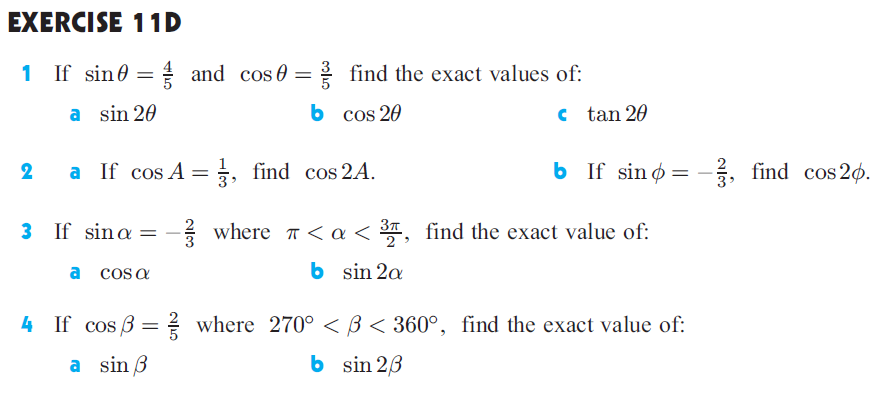 EXERCISE 11D
1 If sin θ = 4/5 and cos θ = 3/5 find the exact values of:
a sin 2θ b cos 2θ c tan 2θ
2 a If cos A = 1/3, find cos 2A. b If sin ϕ = −2/3, find cos 2ϕ.
3 If sin α = −2/3 where π < α < 3π/2, find the exact value of:
a cos α b sin 2α
4 If cos β = 2/5 where 270° < β < 360°, find the exact value of:
a sin β b sin 2β